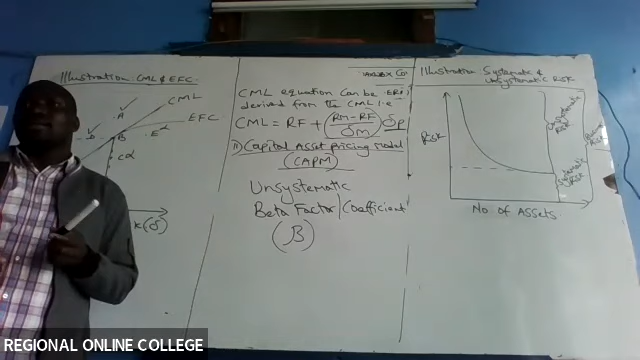 Illustration: CML & EFC.
CML
A
EFC
B
E
C
CML equation can be
derived from the CML i.e
CML = RF + (RM - RF / δm) δp
II) Capital Asset pricing model
(CAPM)
Unsystematic
Beta Factor / Coefficient
(β)
Illustration: Systematic &
Unsystematic RISK
Risk
No of Assets
REGIONAL ONLINE COLLEGE